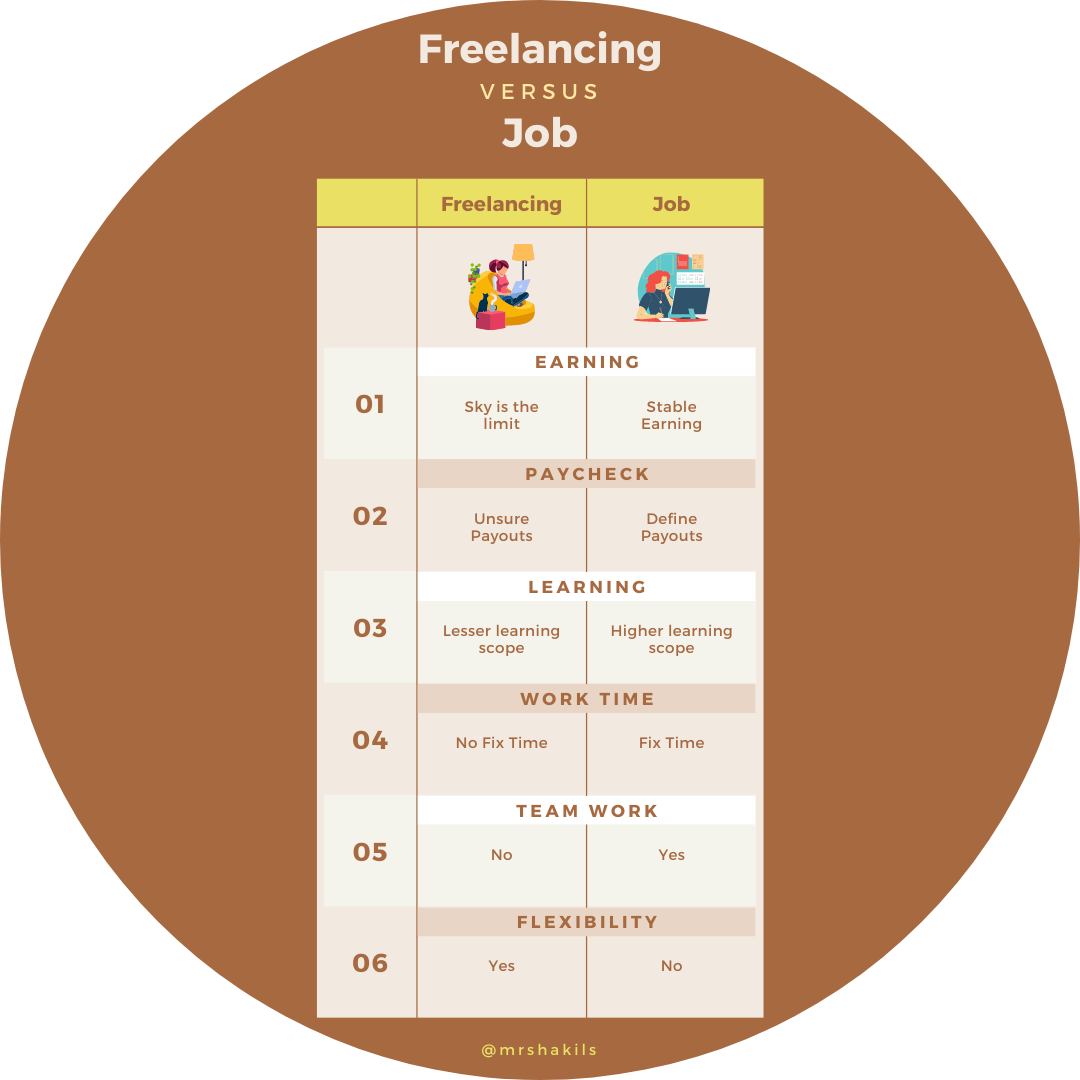 Freelancing
VERSUS
Job
Freelancing
Job
EARNING
01
Sky is the
limit
Stable
Earning
PAYCHECK
02
Unsure
Payouts
Define
Payouts
LEARNING
03
Lesser learning
scope
Higher learning
scope
WORK TIME
04
No Fix Time
Fix Time
TEAM WORK
05
No
Yes
FLEXIBILITY
06
Yes
No
@mrshakils